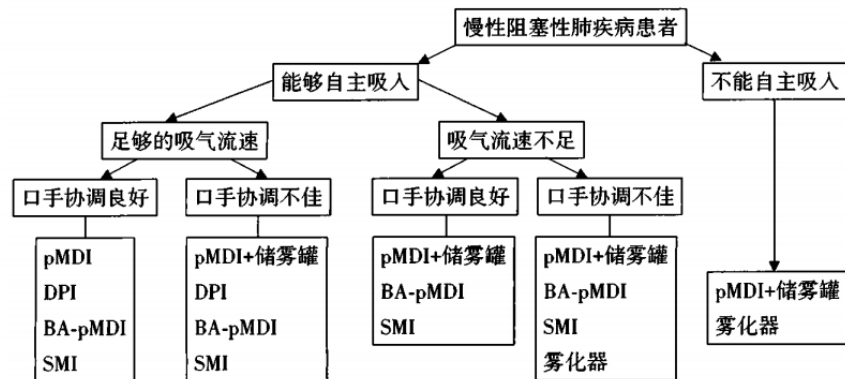 慢性阻塞性肺疾病患者
能够自主吸入
不能自主吸入
足够的吸气流速
吸气流速不足
口手协调良好
口手协调不佳
口手协调良好
口手协调不佳
pMDI
DPI
BA-pMDI
SMI
pMDI+储雾罐
DPI
BA-pMDI
SMI
pMDI+储雾罐
BA-pMDI
SMI
pMDI+储雾罐
BA-pMDI
SMI
雾化器
pMDI+储雾罐
雾化器